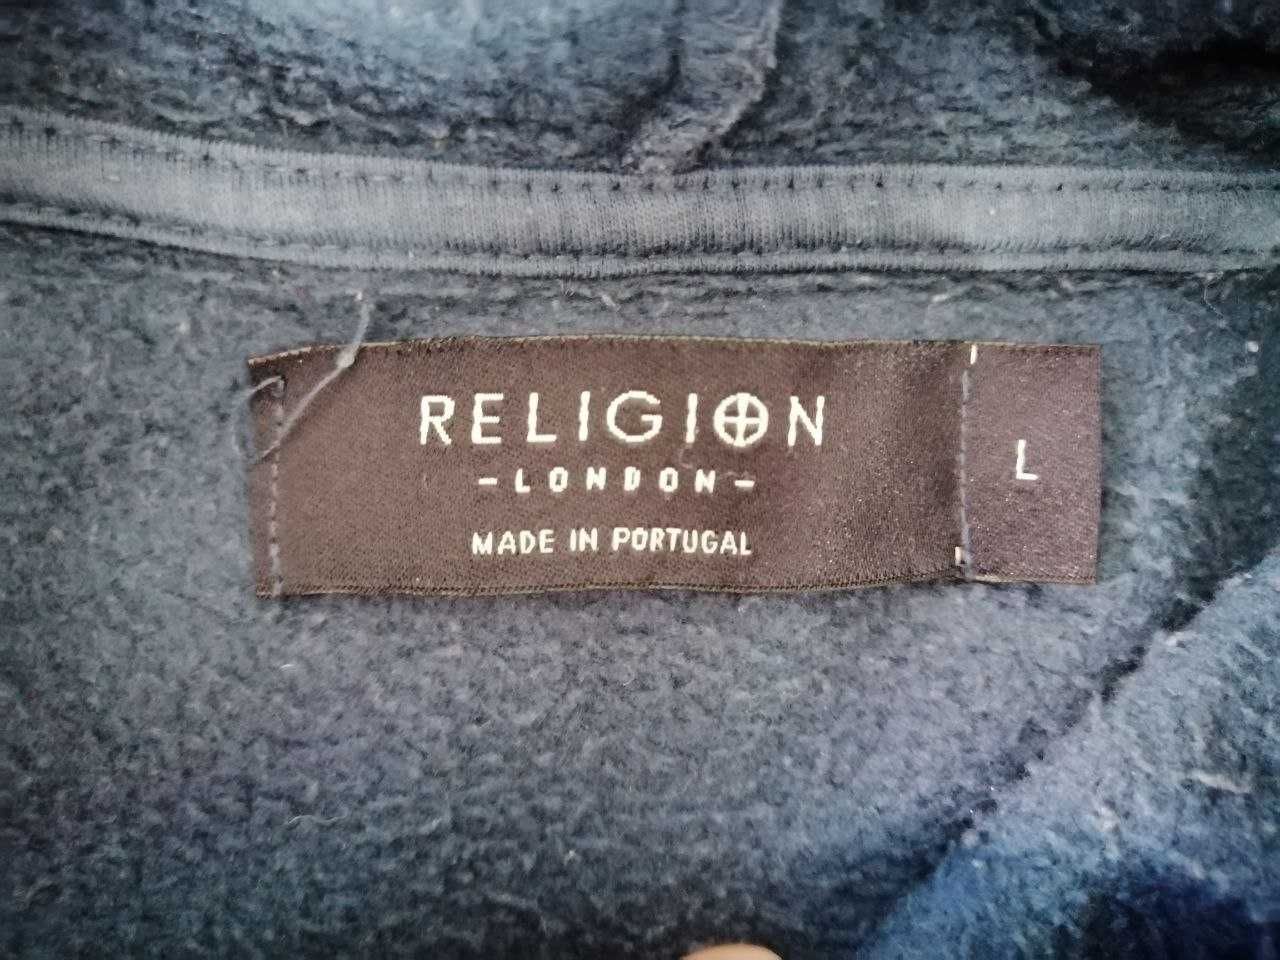 RELIGION
-LONDON-
MADE IN PORTUGAL
L